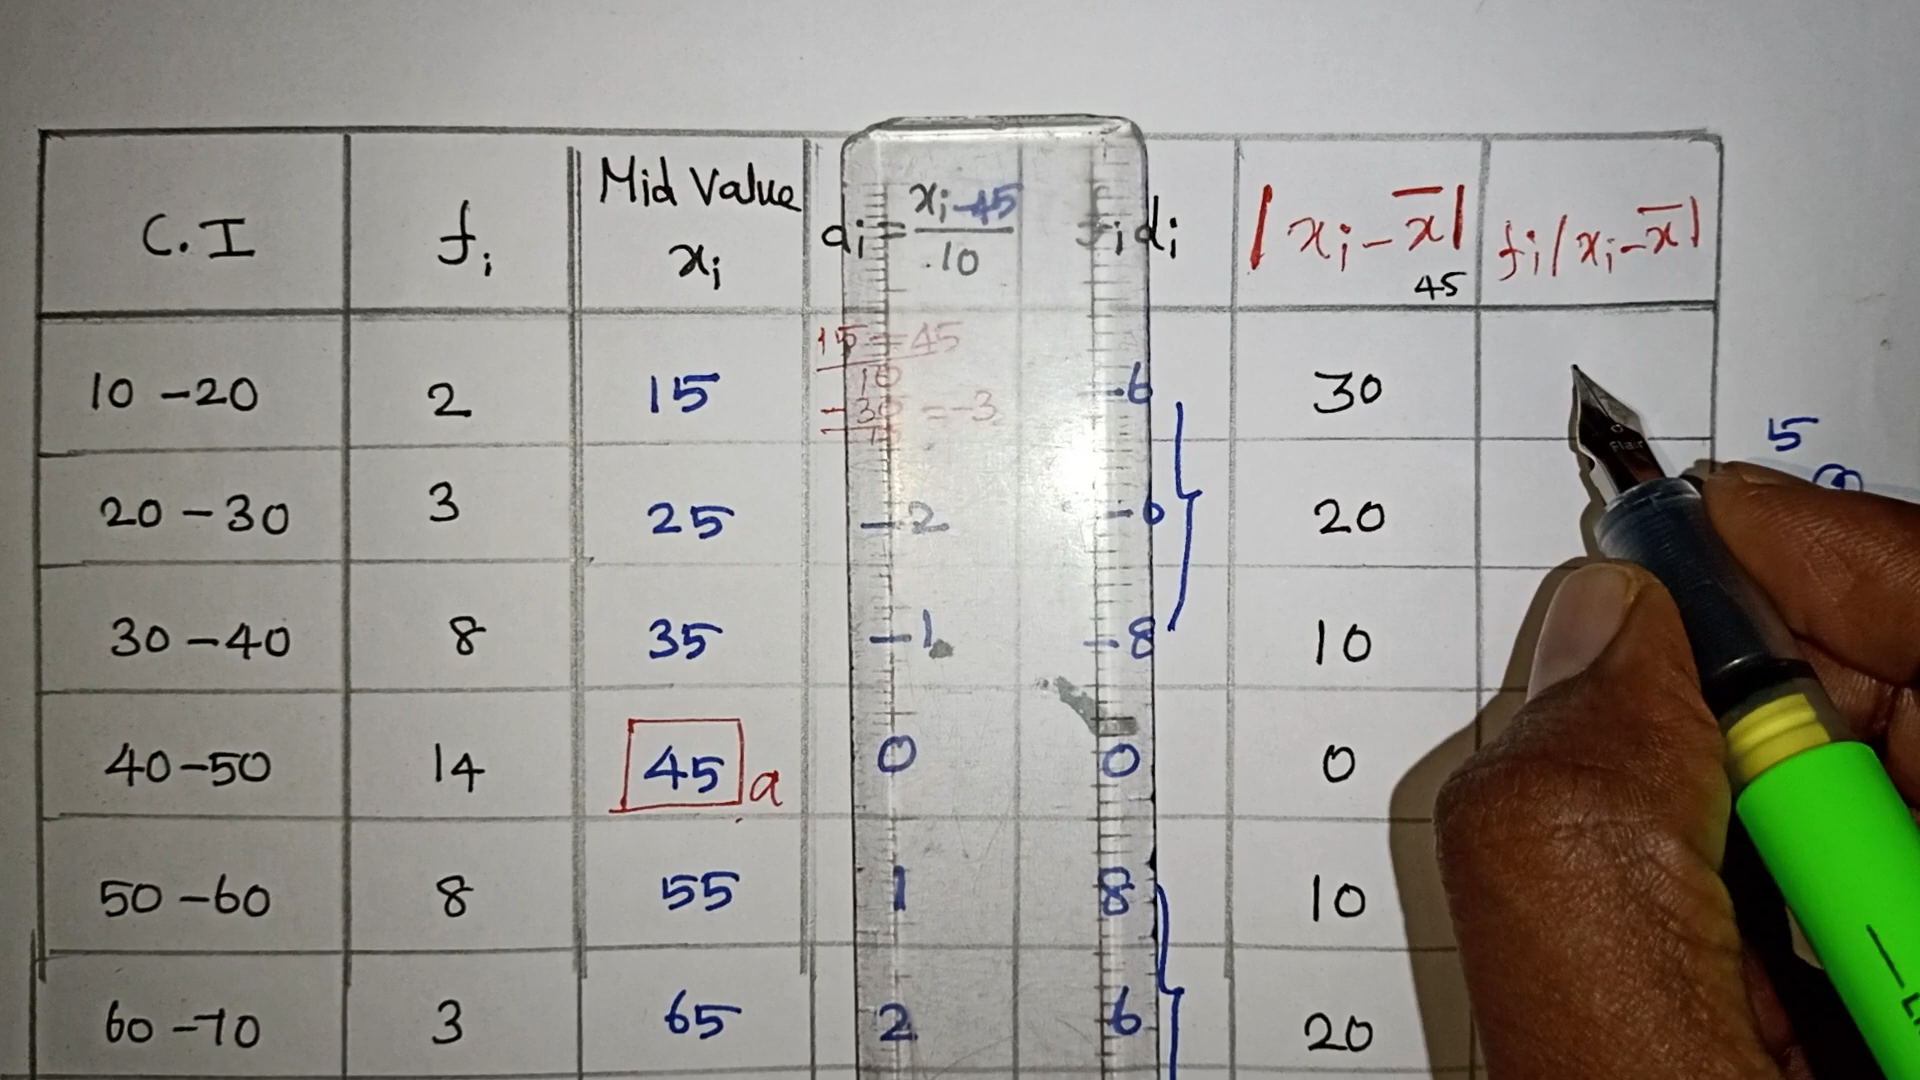 C.I fᵢ Mid Value xᵢ dᵢ = xᵢ-45/10 fᵢdᵢ |xᵢ-x̄| 45 fᵢ|xᵢ-x̄|
10-20 2 15 15-45/10 -30/10 = -3 -6 30
5
20-30 3 25 -2 -6 20
30-40 8 35 -1 -8 10
40-50 14 45 a 0 0 0
50-60 8 55 1 8 10
60-70 3 65 2 6 20
Flair